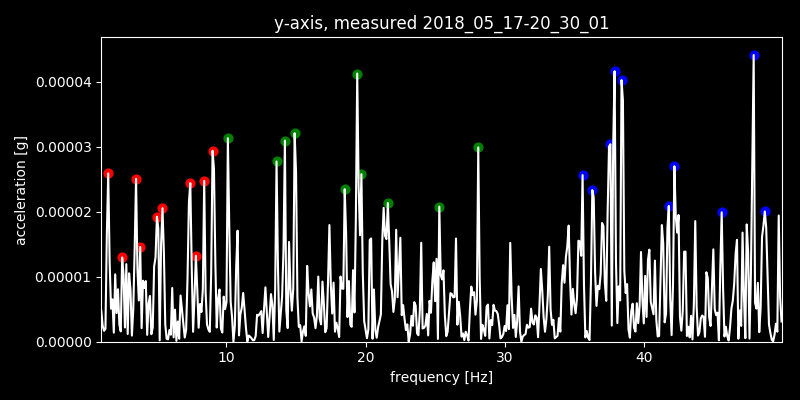 y-axis, measured 2018_05_17-20_30_01
acceleration [g]
0.00004
0.00003
0.00002
0.00001
0.00000
10 20 30 40
frequency [Hz]